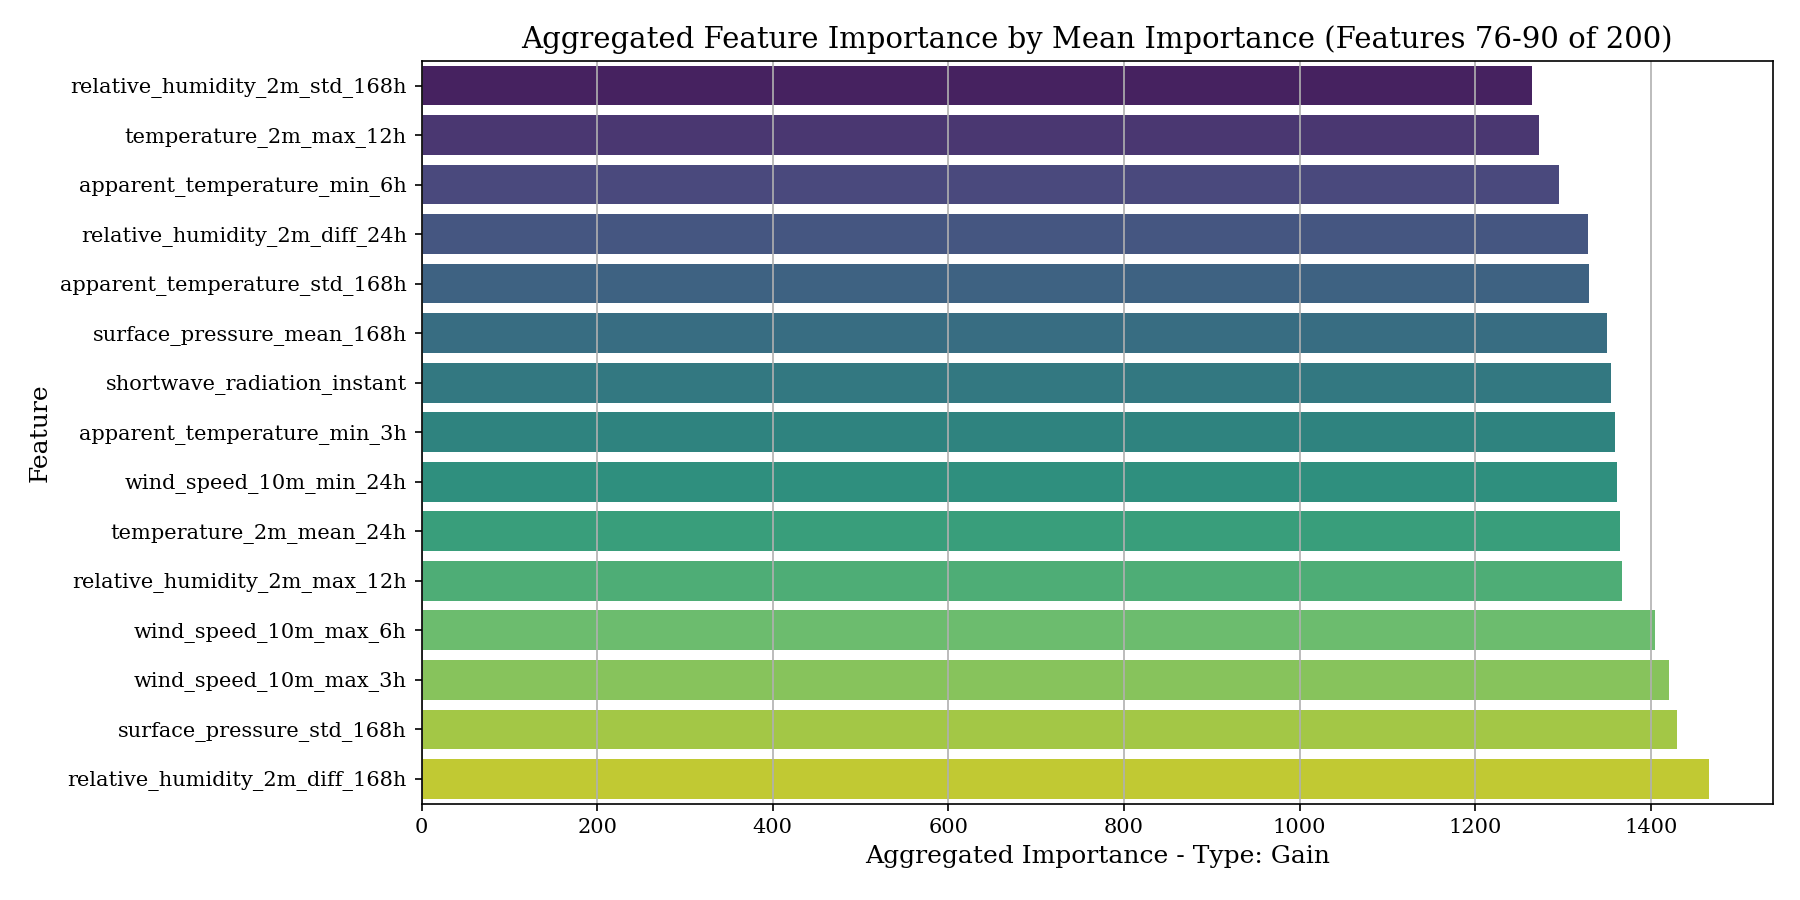 Aggregated Feature Importance by Mean Importance (Features 76-90 of 200)
relative_humidity_2m_std_168h
temperature_2m_max_12h
apparent_temperature_min_6h
relative_humidity_2m_diff_24h
apparent_temperature_std_168h
surface_pressure_mean_168h
shortwave_radiation_instant
apparent_temperature_min_3h
wind_speed_10m_min_24h
temperature_2m_mean_24h
relative_humidity_2m_max_12h
wind_speed_10m_max_6h
wind_speed_10m_max_3h
surface_pressure_std_168h
relative_humidity_2m_diff_168h
Feature
0 200 400 600 800 1000 1200 1400
Aggregated Importance - Type: Gain